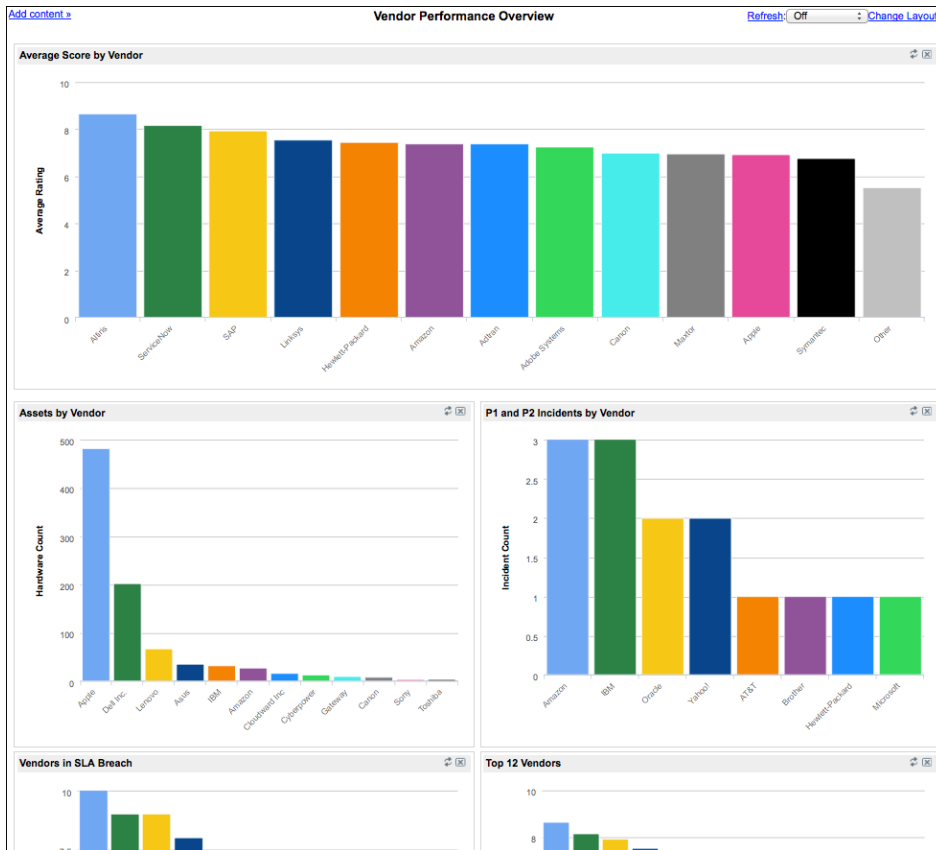 Add content »
Vendor Performance Overview
Refresh: Off
Change Layout
Average Score by Vendor
Average Rating
10
8
6
4
2
0
Altiris
ServiceNow
SAP
Linksys
Hewlett-Packard
Amazon
Adtran
Adobe Systems
Canon
Maxtor
Apple
Symantec
Other
Assets by Vendor
Hardware Count
500
400
300
200
100
0
Apple
Dell Inc.
Lenovo
Asus
IBM
Amazon
Cloudward Inc
Cyberpower
Gateway
Canon
Sony
Toshiba
P1 and P2 Incidents by Vendor
Incident Count
3
2.5
2
1.5
1
0.5
0
Amazon
IBM
Oracle
Yahoo!
AT&T
Brother
Hewlett-Packard
Microsoft
Vendors in SLA Breach
10
Top 12 Vendors
10
8